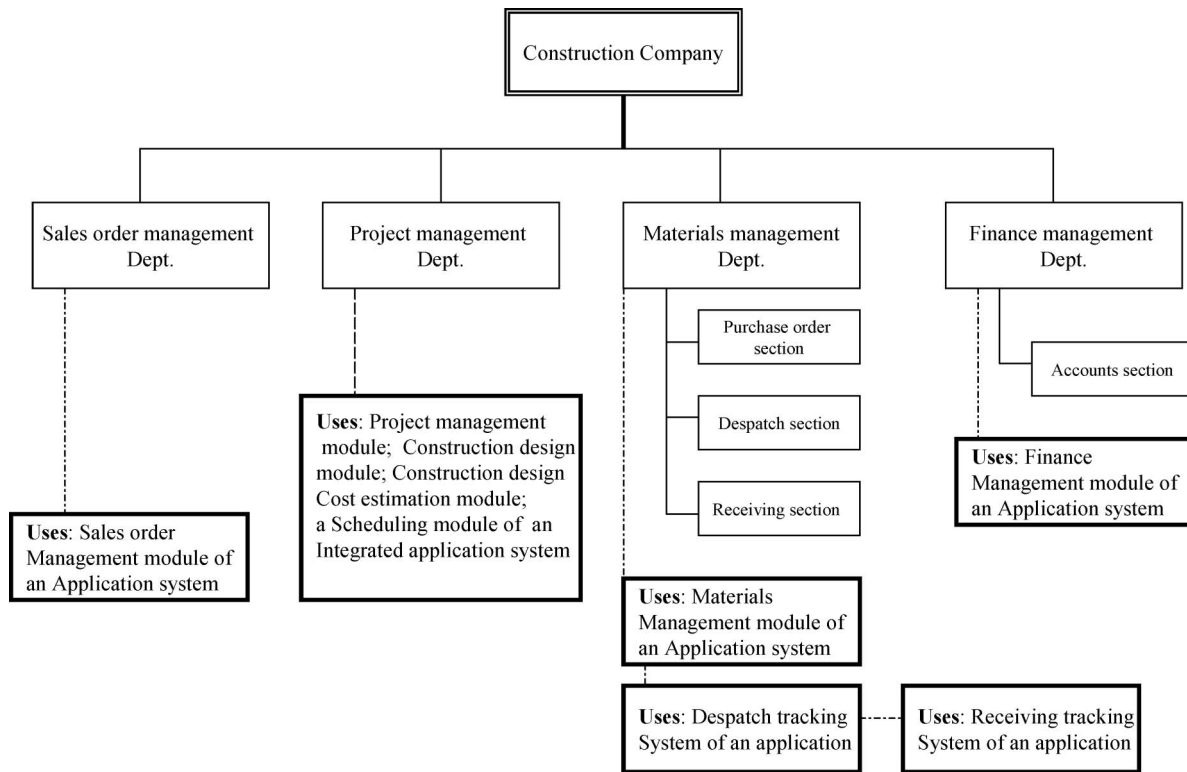 Construction Company
Sales order management
Dept.
Project management
Dept.
Materials management
Dept.
Finance management
Dept.
Purchase order
section
Despatch section
Receiving section
Accounts section
Uses: Sales order
Management module of
an Application system
Uses: Project management
module; Construction design
module; Construction design
Cost estimation module;
a Scheduling module of an
Integrated application system
Uses: Materials
Management module of
an Application system
Uses: Finance
Management module of
an Application system
Uses: Despatch tracking
System of an application
Uses: Receiving tracking
System of an application